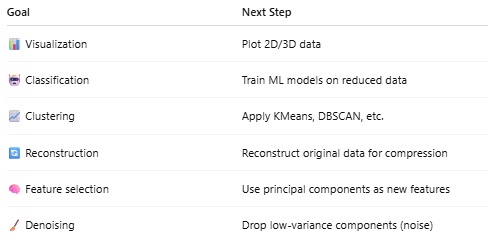 Goal Next Step
📊 Visualization Plot 2D/3D data
🤖 Classification Train ML models on reduced data
📈 Clustering Apply KMeans, DBSCAN, etc.
🔄 Reconstruction Reconstruct original data for compression
🧠 Feature selection Use principal components as new features
🧹 Denoising Drop low-variance components (noise)